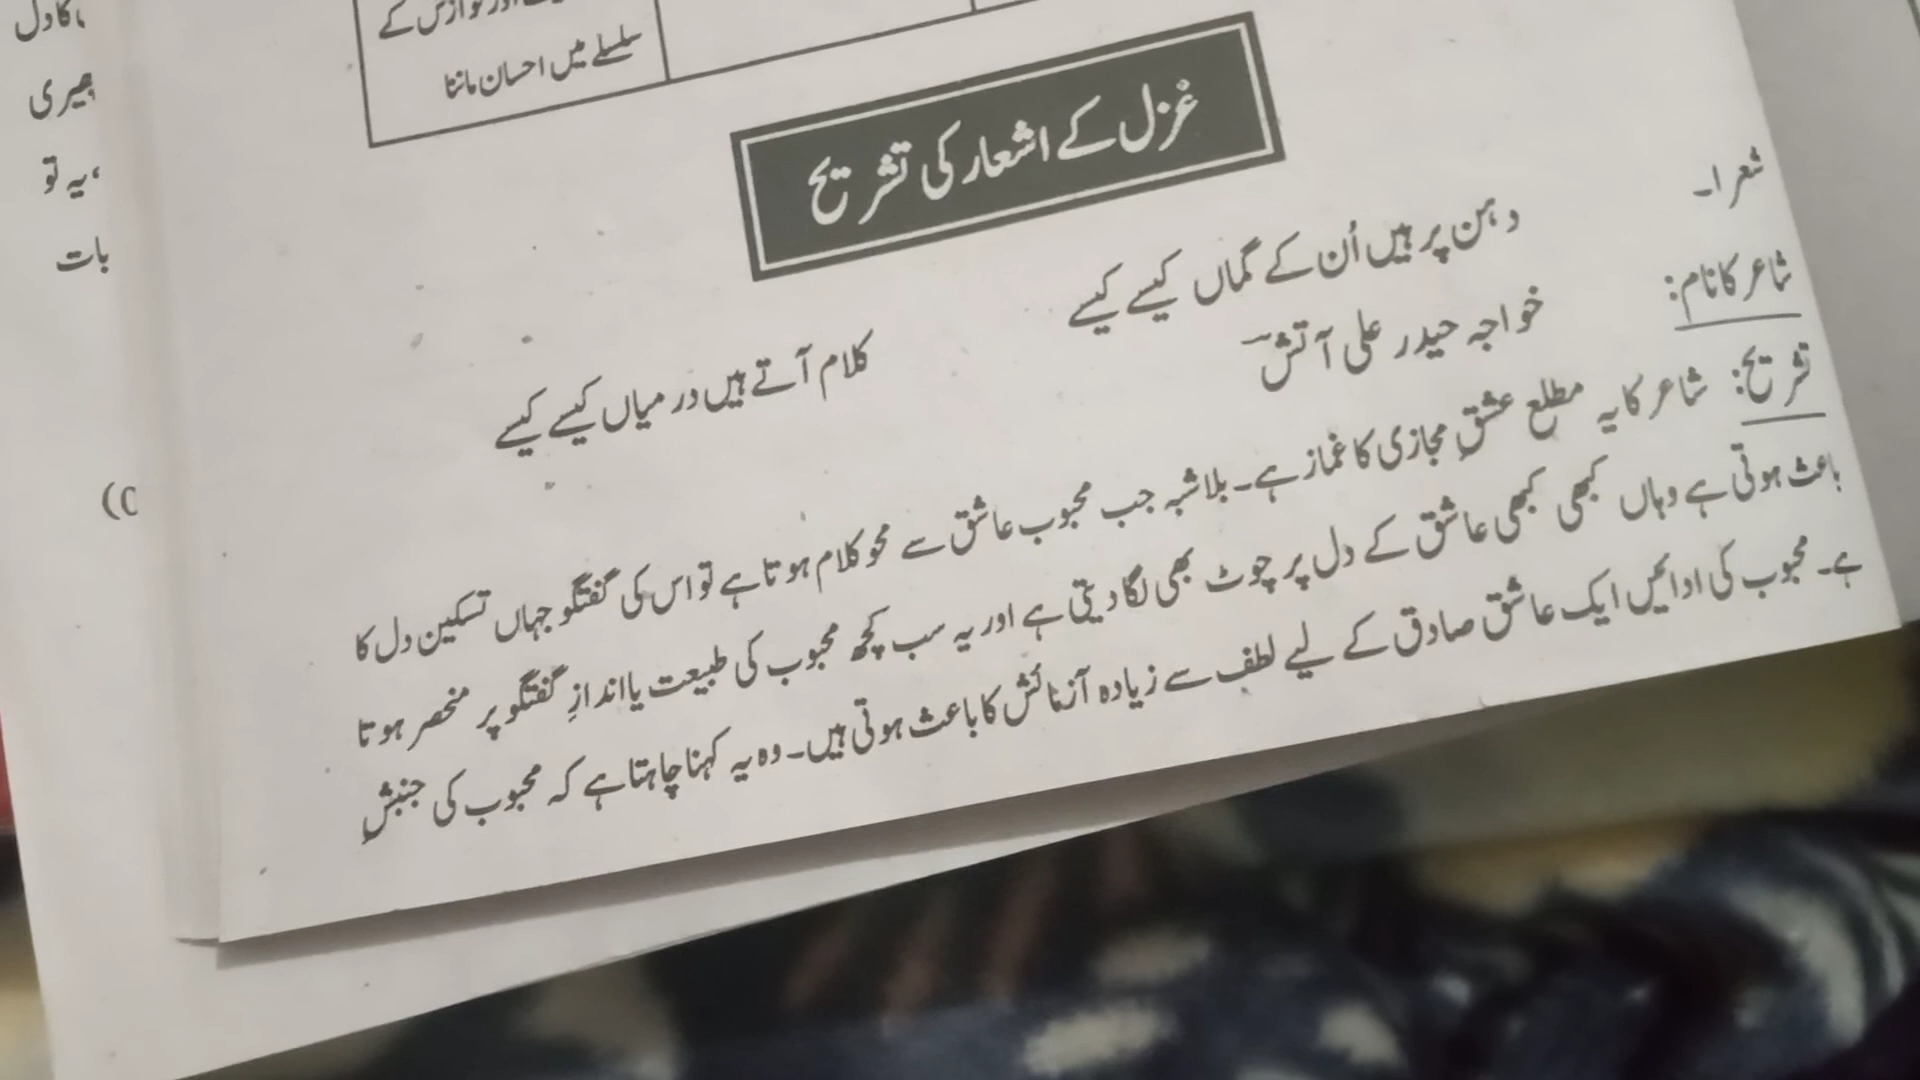 سلسلے میں احسان ماننا
غزل کے اشعار کی تشریح
شعر ۱۔
دہن پر ہیں اُن کے گماں کیسے کیسے
کلام آتے ہیں درمیاں کیسے کیسے
شاعر کا نام: خواجہ حیدر علی آتش
تشریح: شاعر کا یہ مطلع عشقِ مجازی کا غماز ہے۔ بلاشبہ جب محبوب عاشق سے محوِ کلام ہوتا ہے تو اس کی گفتگو جہاں تسکین دل کا
باعث ہوتی ہے وہاں کبھی کبھی عاشق کے دل پر چوٹ بھی لگا دیتی ہے اور یہ سب کچھ محبوب کی طبیعت یا اندازِ گفتگو پر منحصر ہوتا
ہے۔ محبوب کی ادائیں ایک عاشق صادق کے لیے لطف سے زیادہ آزمائش کا باعث ہوتی ہیں۔ وہ یہ کہنا چاہتا ہے کہ محبوب کی جنبشِ
یہ تو
بات